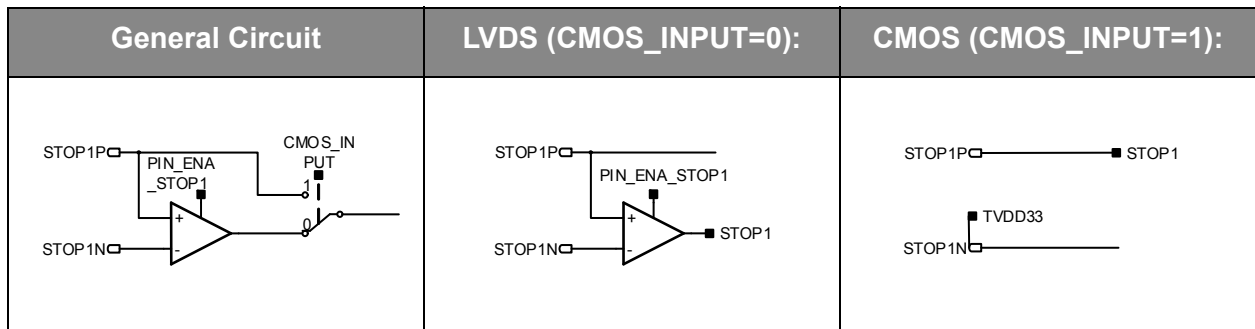 General Circuit
LVDS (CMOS_INPUT=0):
CMOS (CMOS_INPUT=1):
STOP1P
PIN_ENA
_STOP1
CMOS_IN
PUT
1
0
+
-
STOP1N
STOP1P
PIN_ENA_STOP1
+
-
STOP1
STOP1N
STOP1P
STOP1
TVDD33
STOP1N